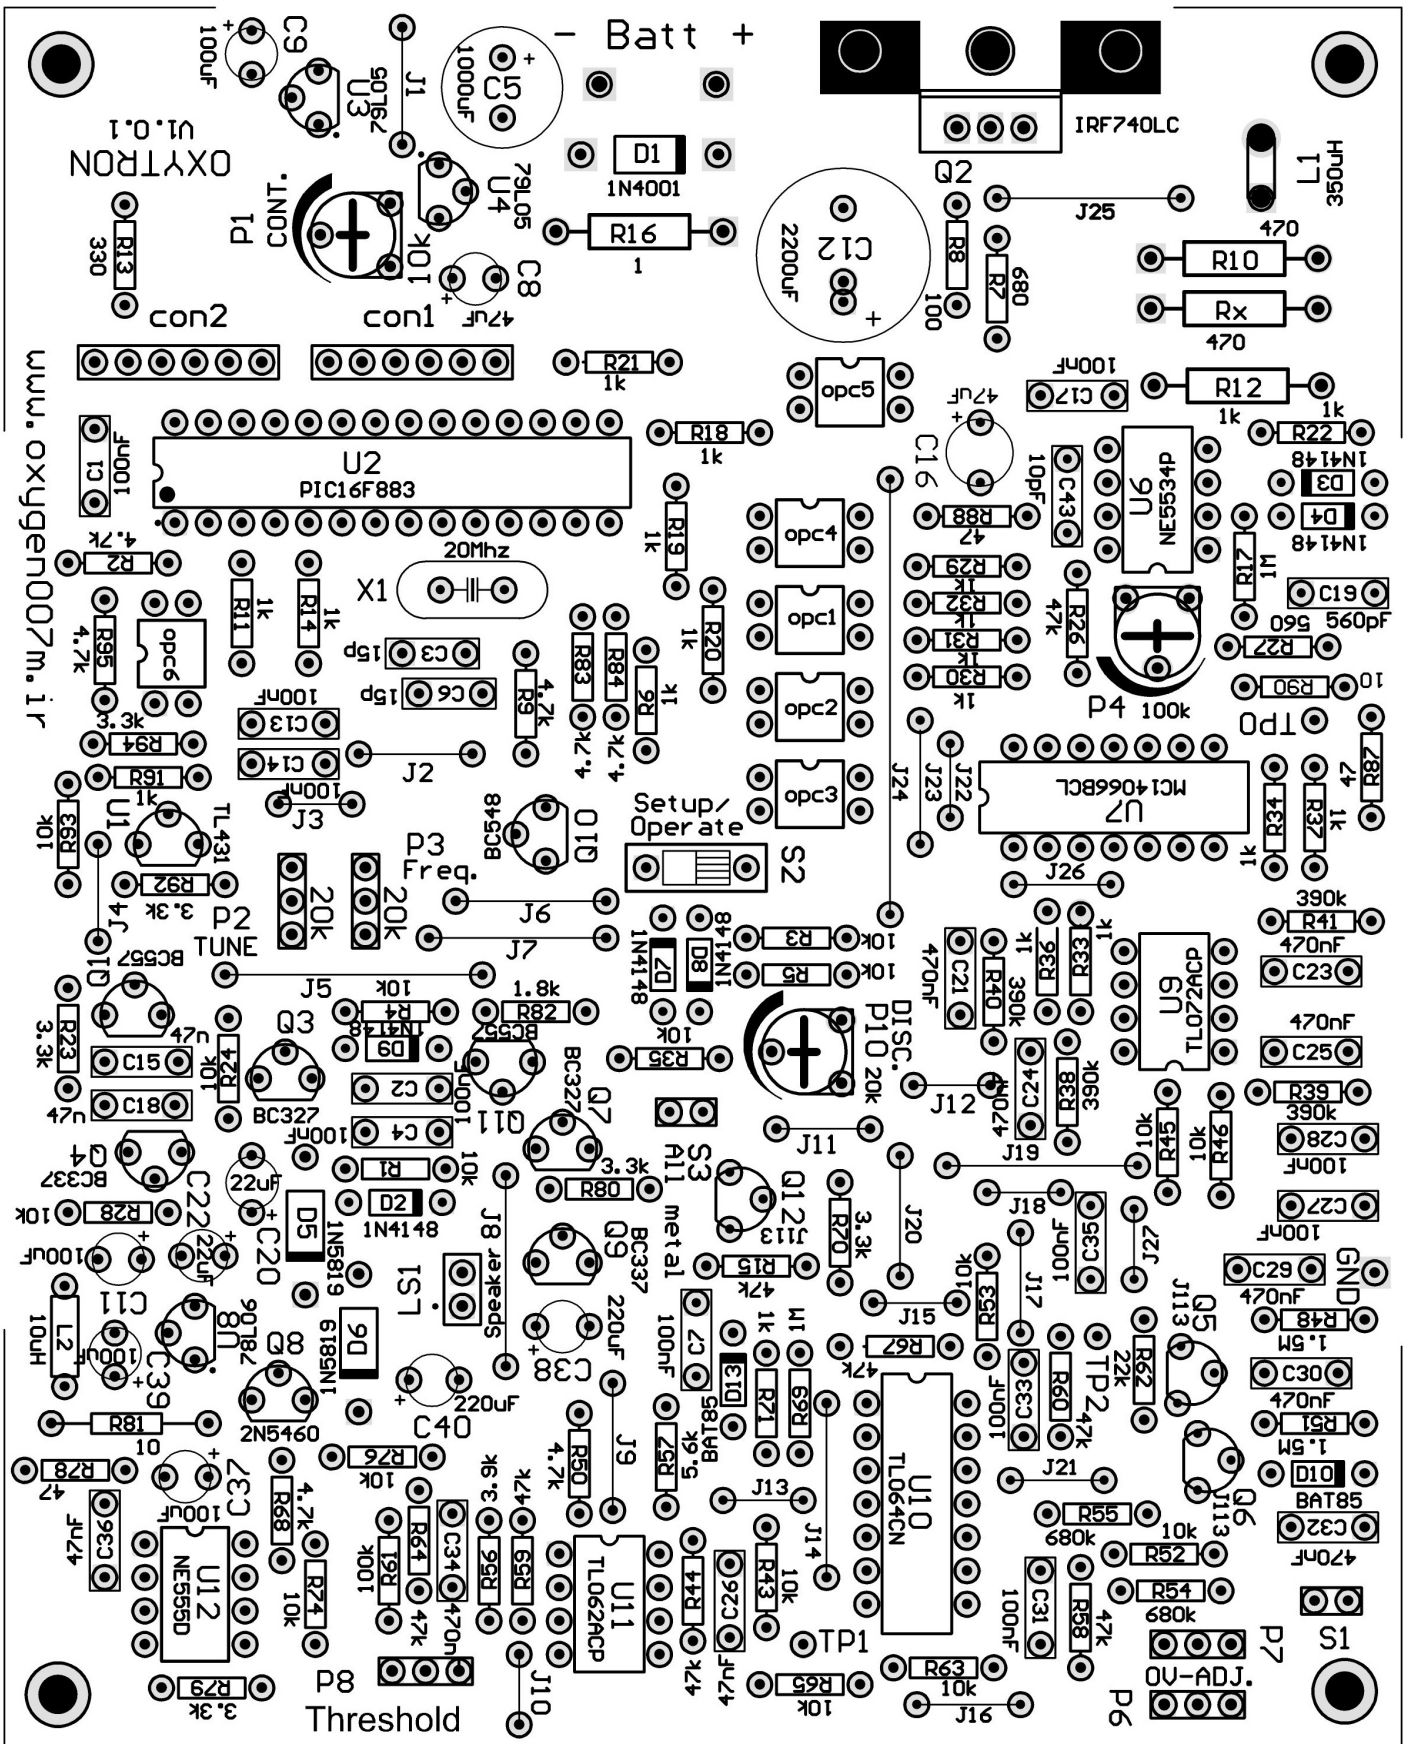 - Batt +
C9
100uF
U3
79L05
J1
C5
+
1000uF
IRF740LC
Q2
V1.0.1
OXYTRON
P1
CONT.
10k
U4
79L05
D1
1N4001
R16
1
C12
2200uF
+
R8
100
R7
680
J25
L1
350uH
470
R10
Rx
470
R13
330
C8
47uF
con2
con1
R21
1k
opc5
C17
100nF
R12
1k
1k
R22
www.oxygen007m.ir
C1
100nF
U2
PIC16F883
R18
1k
C16
47uF
C43
10pF
U6
NE5534P
1N4148
D3
D4
1N4148
4.7k
R2
20Mhz
X1
R19
1k
opc4
R88
47
R17
1M
R11
1k
R14
1k
R20
1k
opc1
R29
1k
R32
1k
R31
1k
R30
1k
R26
47k
C19
560pF
560
R27
R95
4.7k
opc6
15p
C3
15p
C6
R9
4.7k
R83
4.7k
R84
4.7k
R6
1k
opc2
P4
100k
R90
10
TP0
3.3k
R94
100nF
C13
C14
100nF
J2
J3
R91
1k
U1
TL431
R93
10k
J4
R92
3.3k
opc3
J24
J23
J22
MC14066BCL
U7
R34
1k
R37
1k
R87
47
P3
Freq.
BC548
Q10
Setup/
Operate
S2
20k
20k
P2
TUNE
J6
J7
J5
J26
390k
R41
1N4148
D7
D8
1N4148
R3
10k
R5
10k
C21
470nF
R40
390k
R36
1k
R33
1k
U9
TL072ACP
470nF
C23
Q1
BC557
R23
3.3k
47n
C15
R24
10k
Q3
BC327
10k
R4
1N4148
D9
1.8k
R82
BC557
Q11
10k
R35
DISC.
P10
20k
C24
470nF
R38
390k
470nF
C25
47n
C18
C2
100nF
100nF
C4
BC327
Q7
J12
J11
R39
390k
C28
100nF
R45
10k
R46
10k
Q4
BC337
22uF
C20
R1
10k
D2
1N4148
S3
All metal
3.3k
R80
Q12
J113
R70
3.3k
J20
J19
J18
C27
100nF
10k
R28
C22
22uF
D5
1N5819
LS1
Speaker
J8
Q9
BC337
R15
47k
J15
R53
10k
J17
C35
100nF
J27
GND
C29
470nF
100uF
C11
L2
10uH
100uF
C39
U8
78L06
Q8
2N5460
D6
1N5819
220uF
C38
C7
100nF
D13
BAT85
R71
1k
R69
1M
R67
47k
C33
100nF
R60
47k
TP2
R62
22k
J113
Q5
R48
1.5M
C30
470nF
R51
1.5M
R81
10
C40
220uF
R50
4.7k
J9
R57
5.6k
J14
U10
TL064CN
J21
Q6
J113
D10
BAT85
C32
470nF
R78
47
C37
100uF
R68
4.7k
R76
10k
J13
R55
680k
10k
R52
R54
680k
47nF
C36
U12
NE555D
R74
10k
R61
100k
R64
47k
C34
470nF
R56
3.9k
R59
47k
U11
TL062ACP
R44
47k
C26
47nF
R43
10k
C31
100nF
R58
47k
R79
3.3k
P8
Threshold
J10
TP1
R65
10k
R63
10k
J16
P7
0V-ADJ.
P6
S1